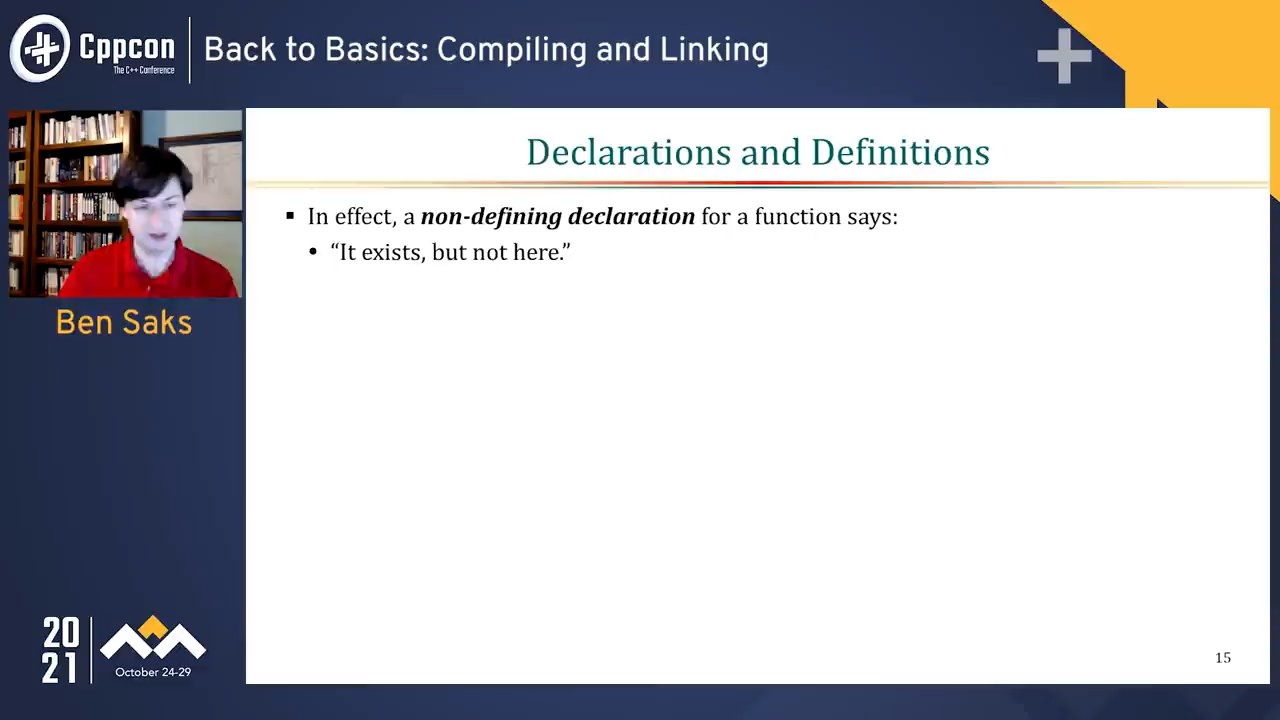 Cppcon
The C++ Conference
Back to Basics: Compiling and Linking
Ben Saks
Declarations and Definitions
▪ In effect, a non-defining declaration for a function says:
• “It exists, but not here.”
20
21
October 24-29
15